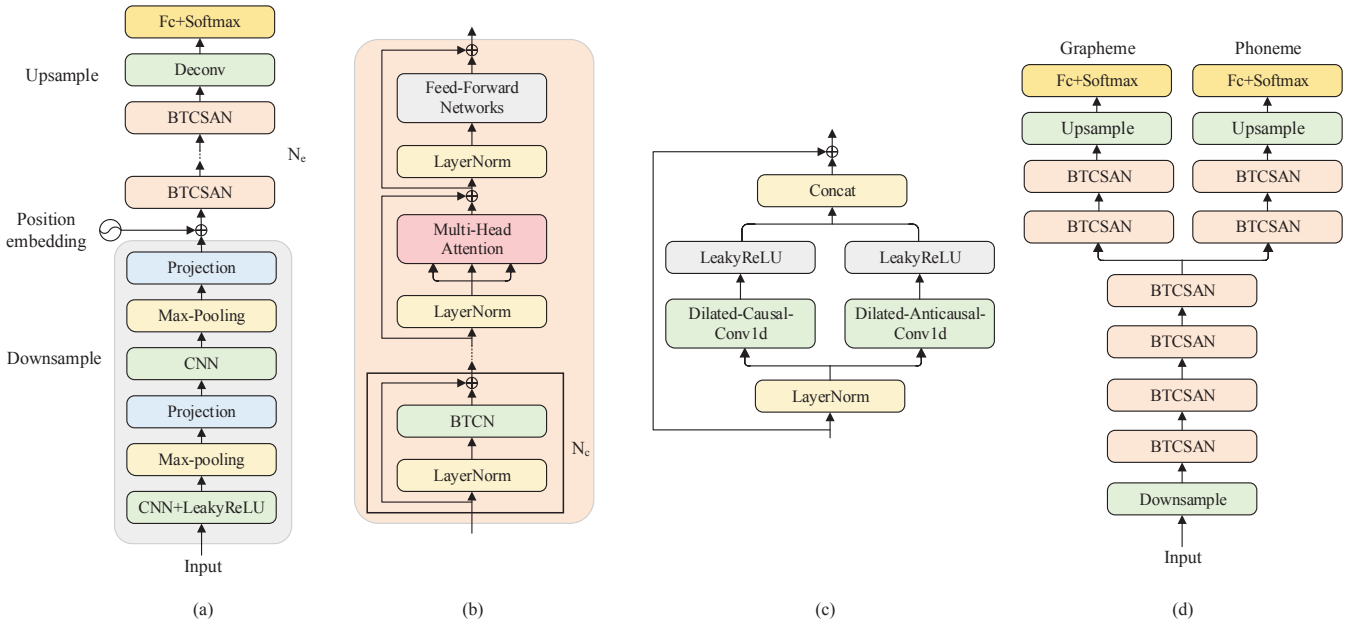 Fc+Softmax
Upsample
Deconv
BTCSAN
Ne
BTCSAN
Position
embedding
Projection
Max-Pooling
Downsample
CNN
Projection
Max-pooling
CNN+LeakyReLU
Input
(a)
Feed-Forward
Networks
LayerNorm
Multi-Head
Attention
LayerNorm
BTCN
Nc
LayerNorm
(b)
Concat
LeakyReLU
LeakyReLU
Dilated-Causal-
Conv1d
Dilated-Anticausal-
Conv1d
LayerNorm
(c)
Grapheme
Phoneme
Fc+Softmax
Fc+Softmax
Upsample
Upsample
BTCSAN
BTCSAN
BTCSAN
BTCSAN
BTCSAN
BTCSAN
BTCSAN
BTCSAN
Downsample
Input
(d)